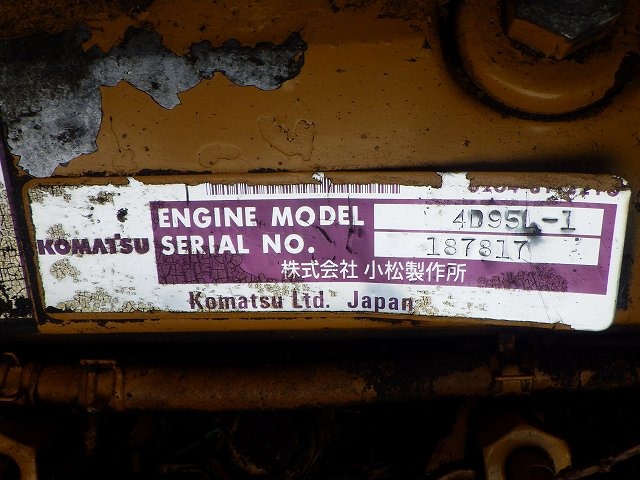 ENGINE MODEL 4D95L-1
KOMATSU SERIAL NO. 187817
株式会社 小松製作所
Komatsu Ltd. Japan